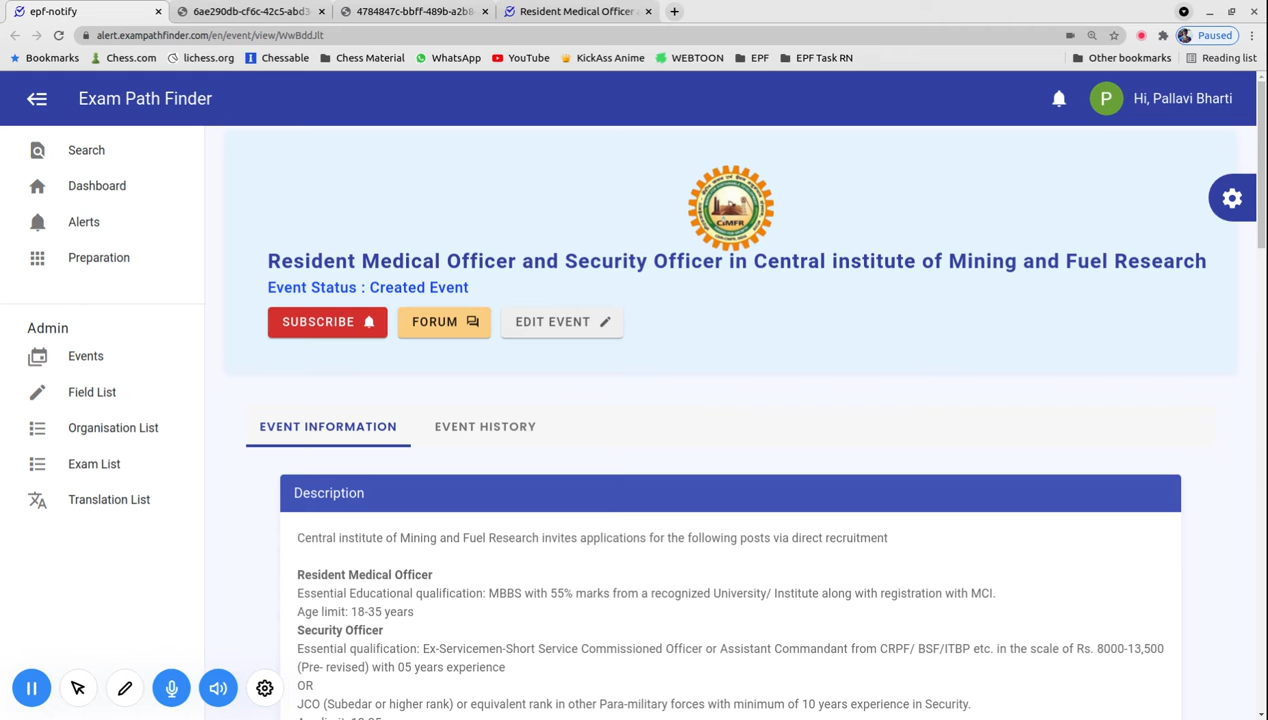 epf-notify
6ae290db-cf6c-42c5-abd3-
4784847c-bbff-489b-a2b8-
Resident Medical Officer
alert.exampathfinder.com/en/event/view/WwBddJlt
Paused
Bookmarks
Chess.com
lichess.org
Chessable
Chess Material
WhatsApp
YouTube
KickAss Anime
WEBTOON
EPF
EPF Task RN
Other bookmarks
Reading list
Exam Path Finder
P
Hi, Pallavi Bharti
Search
Dashboard
Alerts
Preparation
Admin
Events
Field List
Organisation List
Exam List
Translation List
CIMFR
Resident Medical Officer and Security Officer in Central institute of Mining and Fuel Research
Event Status : Created Event
SUBSCRIBE
FORUM
EDIT EVENT
EVENT INFORMATION
EVENT HISTORY
Description
Central institute of Mining and Fuel Research invites applications for the following posts via direct recruitment
Resident Medical Officer
Essential Educational qualification: MBBS with 55% marks from a recognized University/ Institute along with registration with MCI.
Age limit: 18-35 years
Security Officer
Essential qualification: Ex-Servicemen-Short Service Commissioned Officer or Assistant Commandant from CRPF/ BSF/ITBP etc. in the scale of Rs. 8000-13,500
(Pre- revised) with 05 years experience
OR
JCO (Subedar or higher rank) or equivalent rank in other Para-military forces with minimum of 10 years experience in Security.